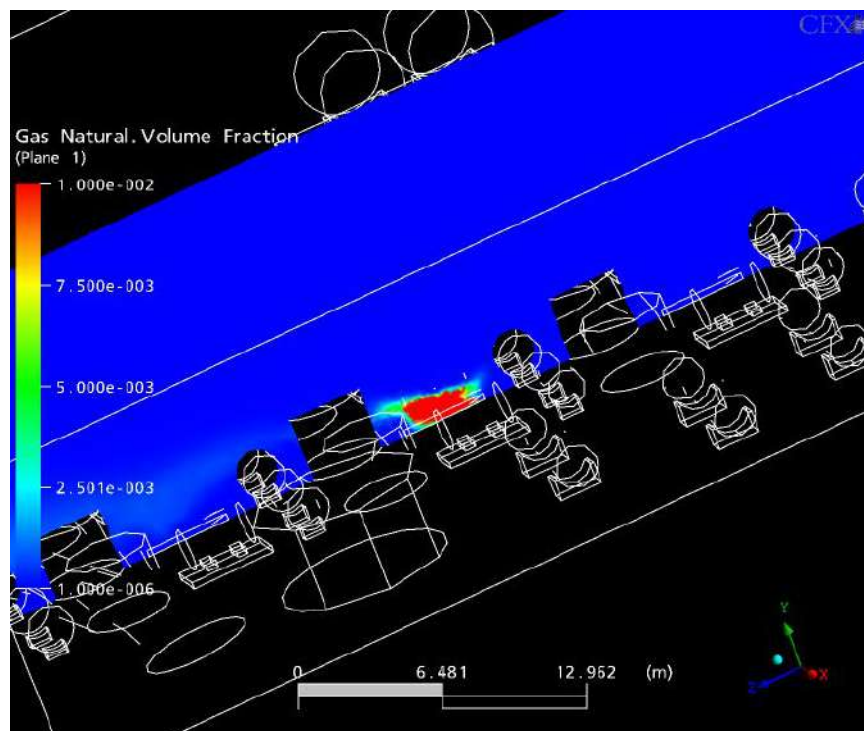 CFX
Gas Natural.Volume Fraction
(Plane 1)
1.000e-002
7.500e-003
5.000e-003
2.501e-003
1.000e-006
0 6.481 12.962 (m)
Y
Z X